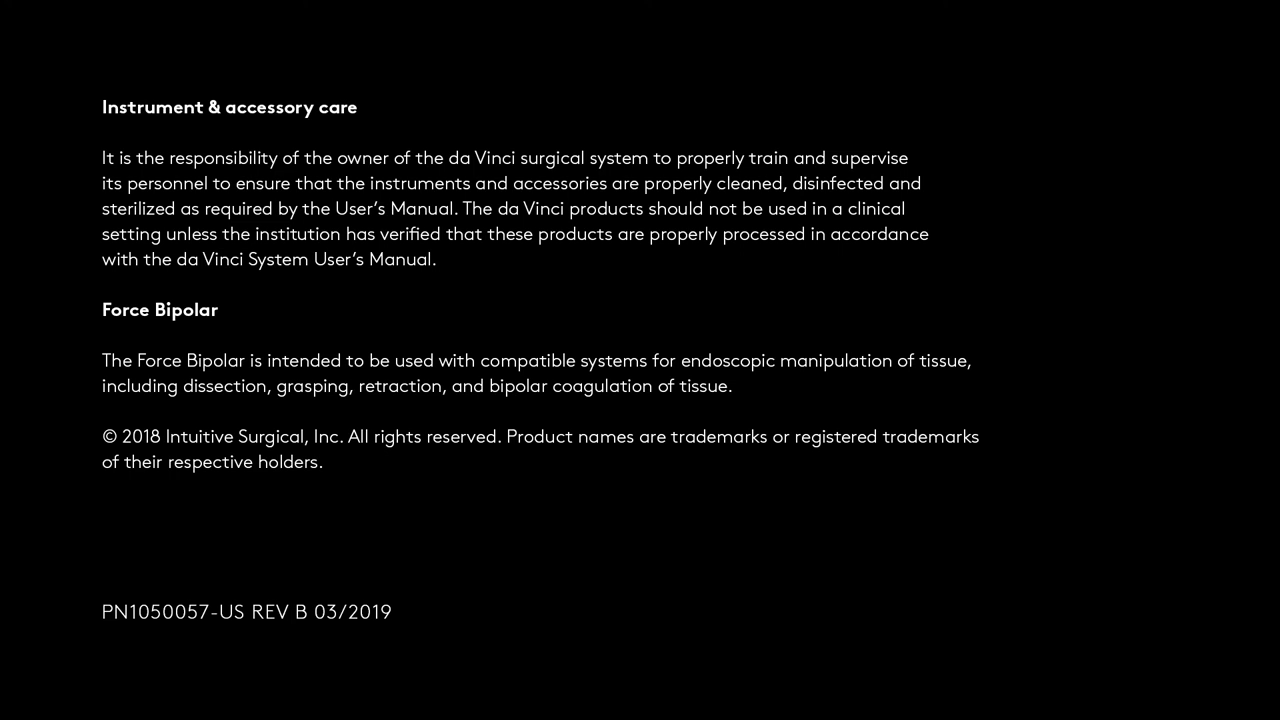 Instrument & accessory care
It is the responsibility of the owner of the da Vinci surgical system to properly train and supervise
its personnel to ensure that the instruments and accessories are properly cleaned, disinfected and
sterilized as required by the User’s Manual. The da Vinci products should not be used in a clinical
setting unless the institution has verified that these products are properly processed in accordance
with the da Vinci System User’s Manual.
Force Bipolar
The Force Bipolar is intended to be used with compatible systems for endoscopic manipulation of tissue,
including dissection, grasping, retraction, and bipolar coagulation of tissue.
© 2018 Intuitive Surgical, Inc. All rights reserved. Product names are trademarks or registered trademarks
of their respective holders.
PN1050057-US REV B 03/2019